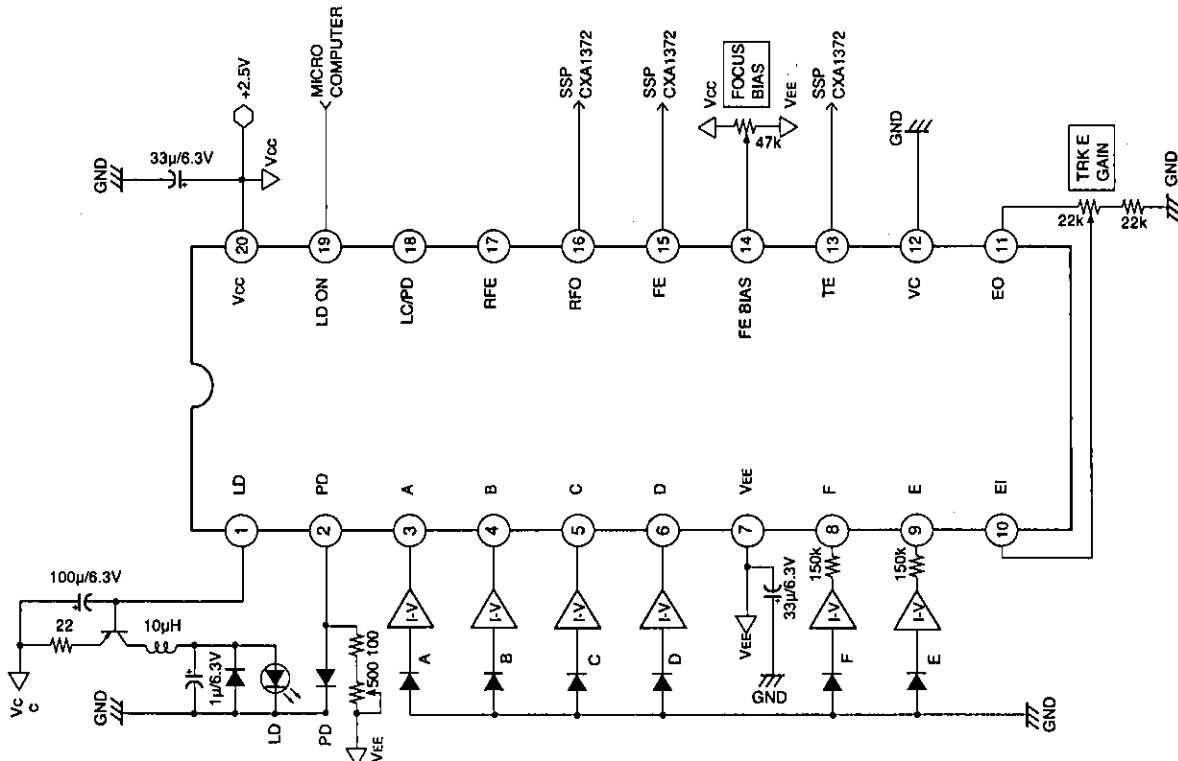 GND
33µ/6.3V
+2.5V
VCC
MICRO
COMPUTER
SSP
CXA1372
SSP
CXA1372
VCC
FOCUS
BIAS
47k
VEE
SSP
CXA1372
GND
TRK E
GAIN
22k
22k
GND
20
19
18
17
16
15
14
13
12
11
VCC
LD ON
LC/PD
RFE
RFO
FE
FE BIAS
TE
VC
EO
LD
PD
A
B
C
D
VEE
F
E
EI
1
2
3
4
5
6
7
8
9
10
100µ/6.3V
22
10µH
VC
C
1µ/6.3V
GND
LD
PD
500
100
VEE
I-V
I-V
I-V
I-V
I-V
I-V
150k
150k
VEE
33µ/6.3V
GND
A
B
C
D
F
E
GND